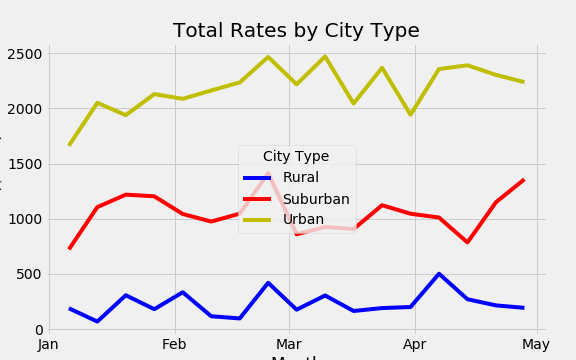 Total Rates by City Type
2500
2000
1500
1000
500
0
City Type
Rural
Suburban
Urban
Jan Feb Mar Apr May